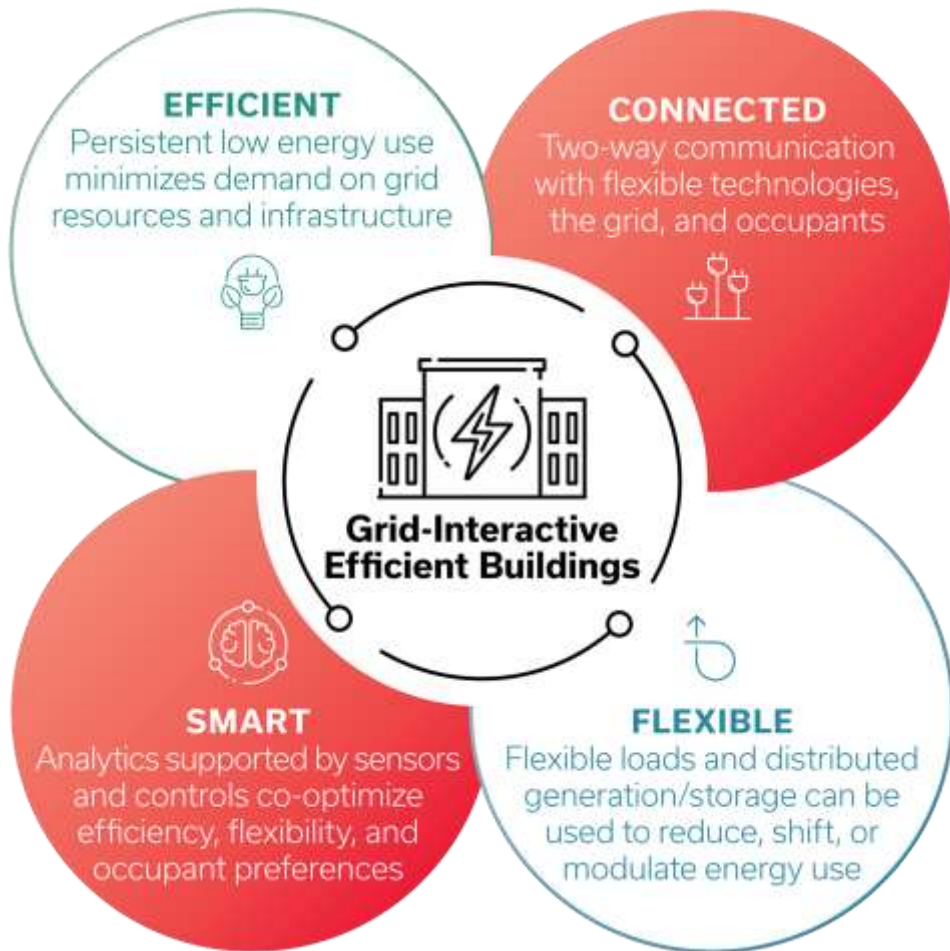 EFFICIENT
Persistent low energy use
minimizes demand on grid
resources and infrastructure
CONNECTED
Two-way communication
with flexible technologies,
the grid, and occupants
Grid-Interactive
Efficient Buildings
SMART
Analytics supported by sensors
and controls co-optimize
efficiency, flexibility, and
occupant preferences
FLEXIBLE
Flexible loads and distributed
generation/storage can be
used to reduce, shift, or
modulate energy use